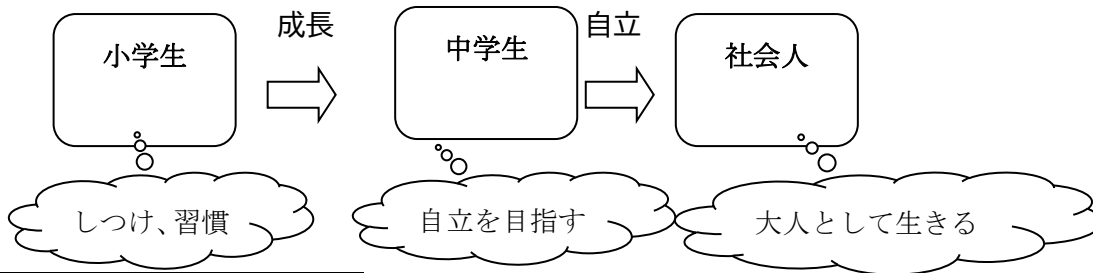 小学生
成長
中学生
自立
社会人
しつけ、習慣
自立を目指す
大人として生きる